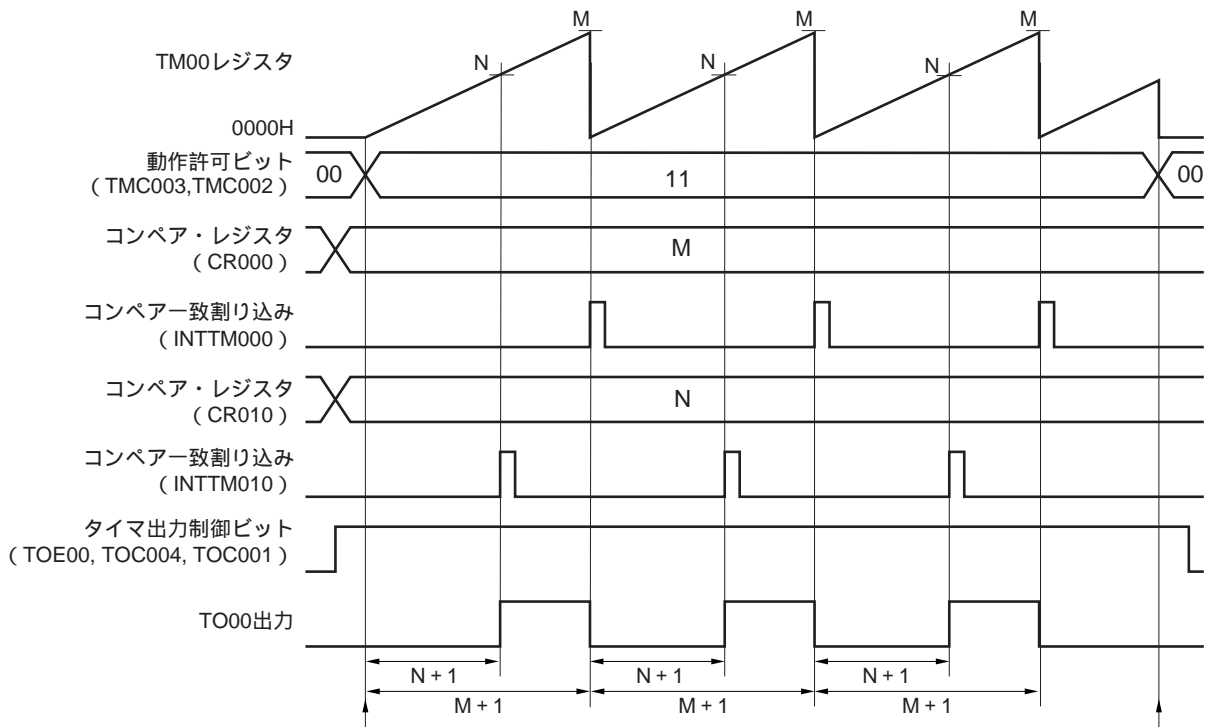 M M M
TM00レジスタ
N N N
0000H
動作許可ビット
( TMC003,TMC002 )
00 11 00
コンペア・レジスタ
( CR000 )
M
コンペア一致割り込み
( INTTM000 )
コンペア・レジスタ
( CR010 )
N
コンペア一致割り込み
( INTTM010 )
タイマ出力制御ビット
( TOE00, TOC004, TOC001 )
TO00出力
N + 1 N + 1 N + 1
M + 1 M + 1 M + 1